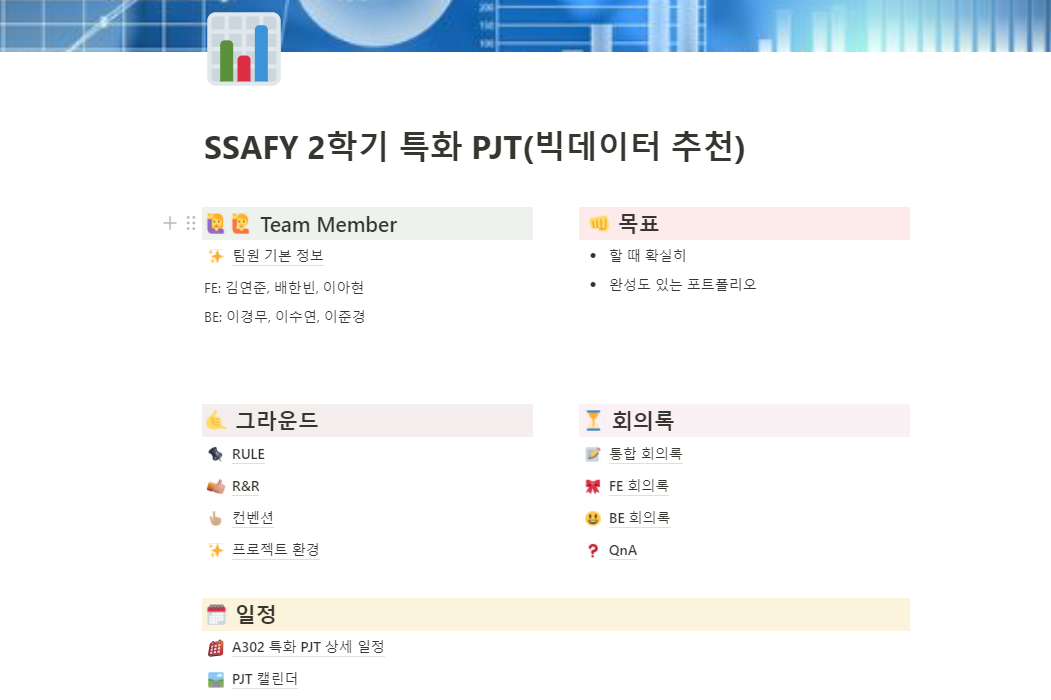 200
150
100
SSAFY 2학기 특화 PJT(빅데이터 추천)
Team Member
팀원 기본 정보
FE: 김연준, 배한빈, 이아현
BE: 이경무, 이수연, 이준경
목표
할 때 확실히
완성도 있는 포트폴리오
그라운드
RULE
R&R
컨벤션
프로젝트 환경
회의록
통합 회의록
FE 회의록
BE 회의록
QnA
일정
A302 특화 PJT 상세 일정
PJT 캘린더